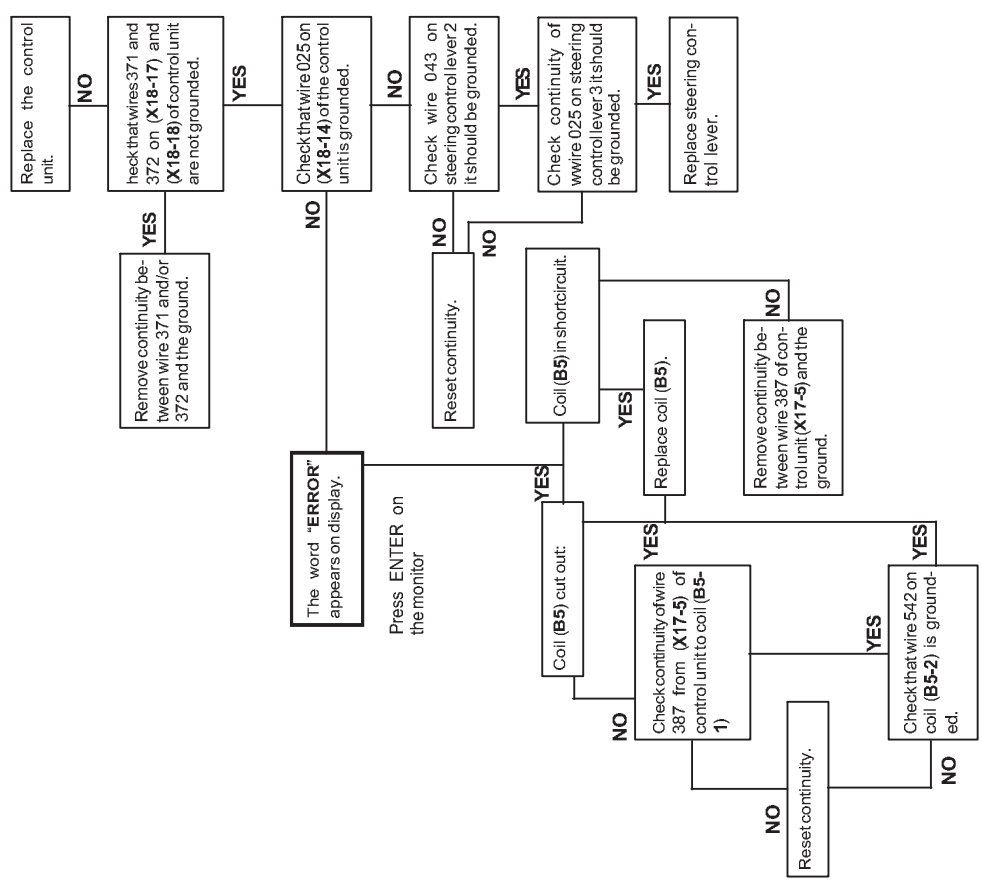 Replace the control
unit.
NO
Remove continuity be-
tween wire 371 and/or
372 and the ground.
YES
heck that wires 371 and
372 on (X18-17) and
(X18-18) of control unit
are not grounded.
YES
The word "ERROR"
appears on display.
NO
Check that wire 025 on
(X18-14) of the control
unit is grounded.
NO
Press ENTER on
the monitor
Reset continuity.
NO
NO
Check wire 043 on
steering control lever 2
it should be grounded.
YES
Coil (B5) cut out:
YES
Coil (B5) in short circuit.
Check continuity of
wwire 025 on steering
control lever 3 it should
be grounded.
YES
NO
YES
YES
Check continuity of wire
387 from (X17-5) of
control unit to coil (B5-
1)
Replace coil (B5).
Replace steering con-
trol lever.
NO
NO
Reset continuity.
Remove continuity be-
tween wire 387 of con-
trol unit (X17-5) and the
ground.
YES
YES
NO
Check that wire 542 on
coil (B5-2) is ground-
ed.